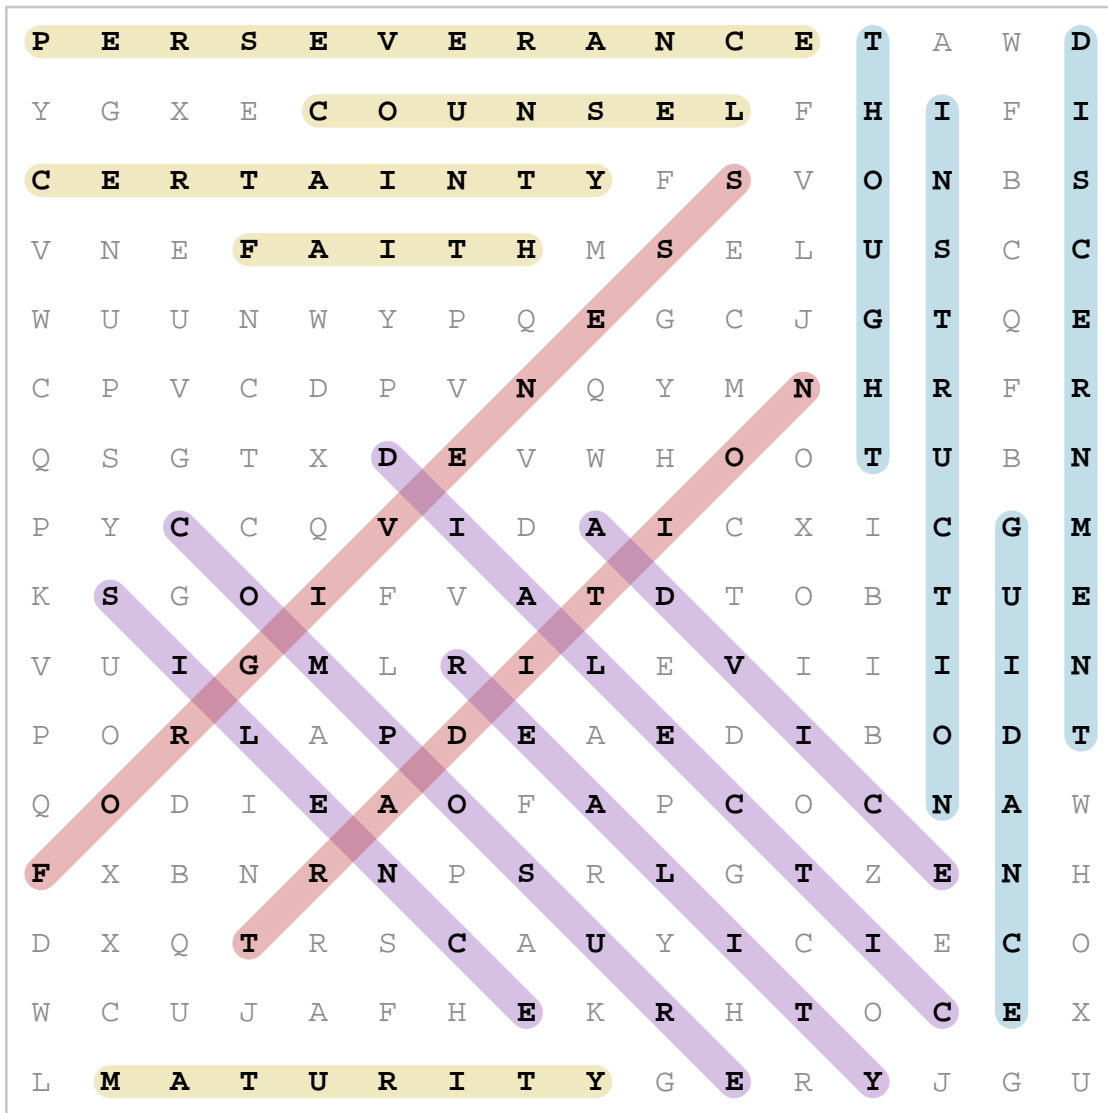 P E R S E V E R A N C E T A W D
Y G X E C O U N S E L F H I F I
C E R T A I N T Y F S V O N B S
V N E F A I T H M S E L U S C C
W U U N W Y P Q E G C J G T Q E
C P V C D P V N Q Y M N H R F R
Q S G T X D E V W H O O T U B N
P Y C C Q V I D A I C X I C G M
K S G O I F V A T D T O B T U E
V U I G M L R I L E V I I I I N
P O R L A P D E A E D I B O D T
Q O D I E A O F A P C O C N A W
F X B N R N P S R L G T Z E N H
D X Q T R S C A U Y I C I E C O
W C U J A F H E K R H T O C E X
L M A T U R I T Y G E R Y J G U